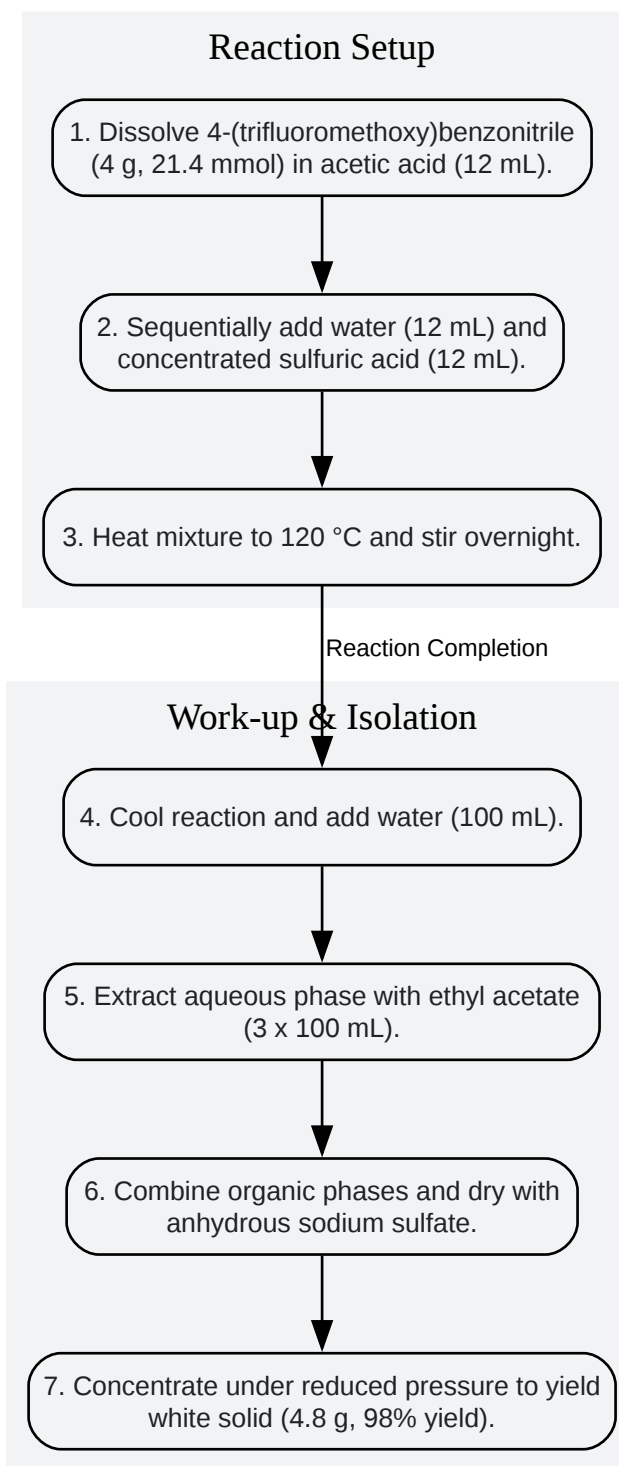 Reaction Setup
1. Dissolve 4-(trifluoromethoxy)benzonitrile
(4 g, 21.4 mmol) in acetic acid (12 mL).
2. Sequentially add water (12 mL) and
concentrated sulfuric acid (12 mL).
3. Heat mixture to 120 °C and stir overnight.
Reaction Completion
Work-up & Isolation
4. Cool reaction and add water (100 mL).
5. Extract aqueous phase with ethyl acetate
(3 x 100 mL).
6. Combine organic phases and dry with
anhydrous sodium sulfate.
7. Concentrate under reduced pressure to yield
white solid (4.8 g, 98% yield).